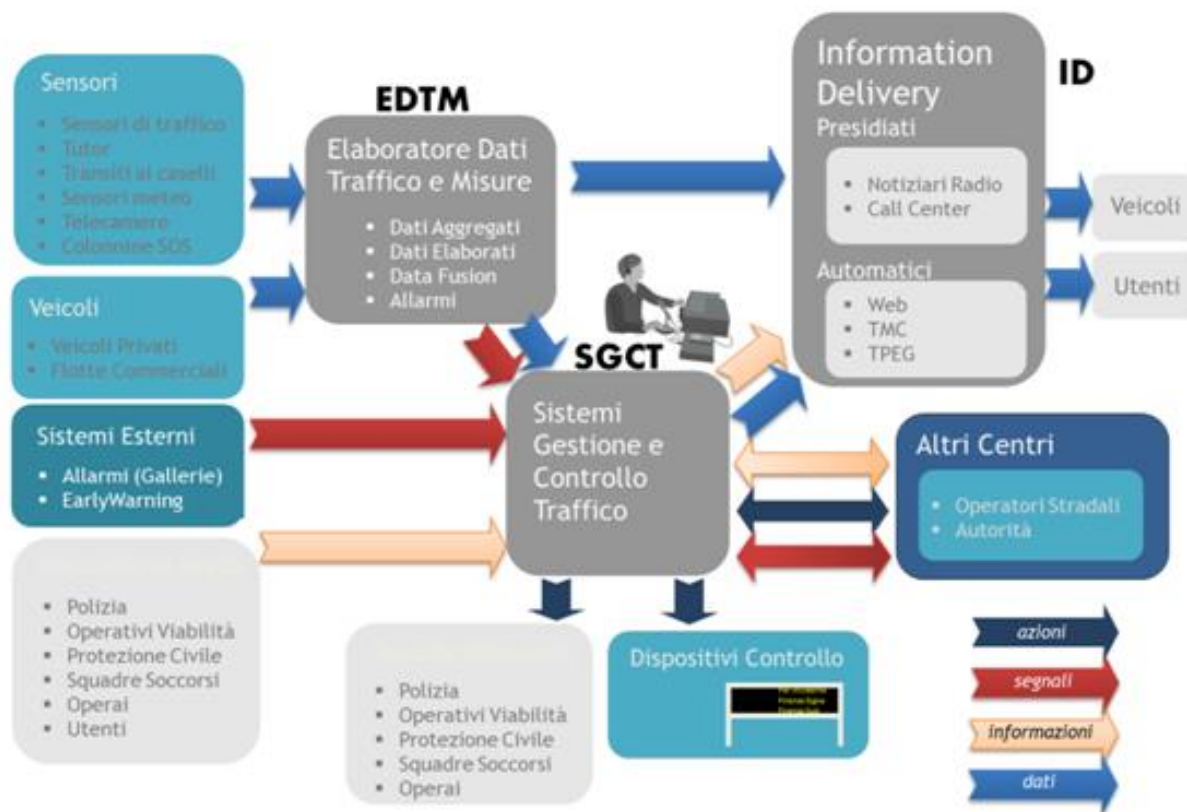 Sensori
Sensori di traffico
Tutor
Transiti ai caselli
Sensori meteo
Telecamere
Colonnine SOS
Veicoli
Veicoli Privati
Flotte Commerciali
Sistemi Esterni
Allarmi (Gallerie)
EarlyWarning
Polizia
Operativi Viabilità
Protezione Civile
Squadre Soccorsi
Operai
Utenti
EDTM
Elaboratore Dati
Traffico e Misure
Dati Aggregati
Dati Elaborati
Data Fusion
Allarmi
SGCT
Sistemi
Gestione e
Controllo
Traffico
Polizia
Operativi Viabilità
Protezione Civile
Squadre Soccorsi
Operai
Dispositivi Controllo
ID
Information
Delivery
Presidiati
Notiziari Radio
Call Center
Automatici
Web
TMC
TPEG
Veicoli
Utenti
Altri Centri
Operatori Stradali
Autorità
azioni
segnali
informazioni
dati